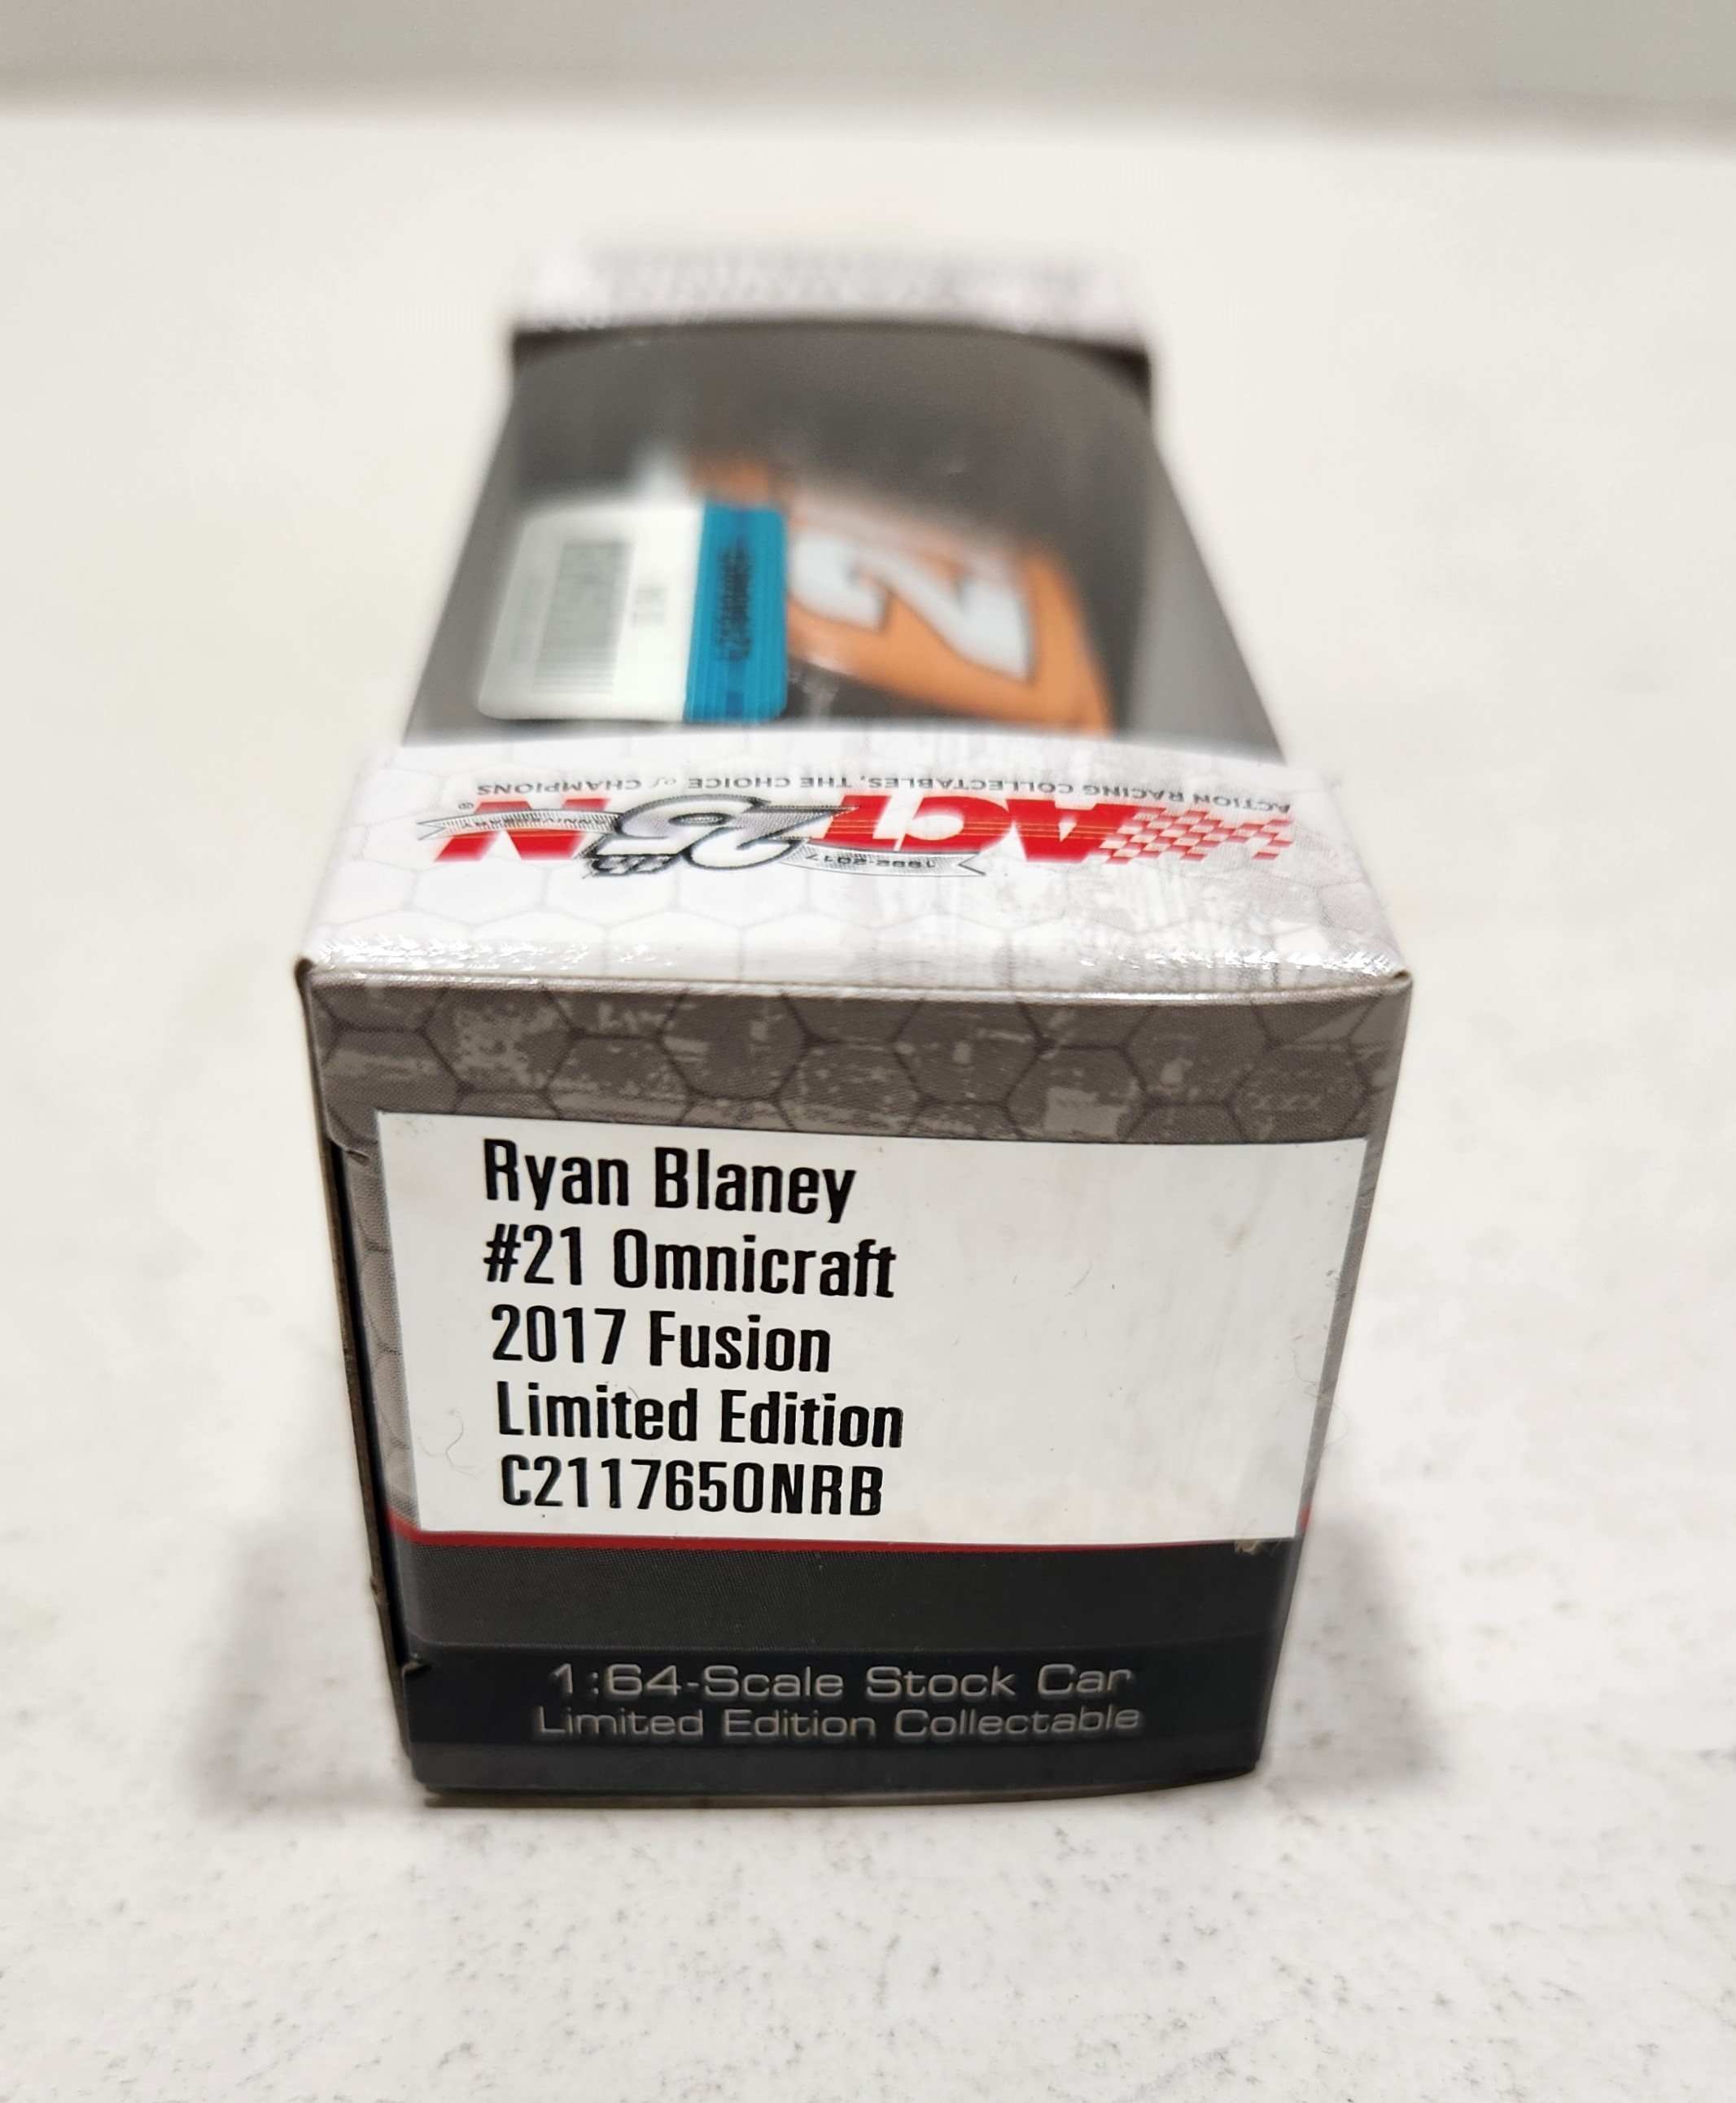 ACTION RACING COLLECTABLES, THE CHOICE of CHAMPIONS
ACTION®
25
1992-2017
Ryan Blaney
#21 Omnicraft
2017 Fusion
Limited Edition
C211765ONRB
1:64-Scale Stock Car
Limited Edition Collectable